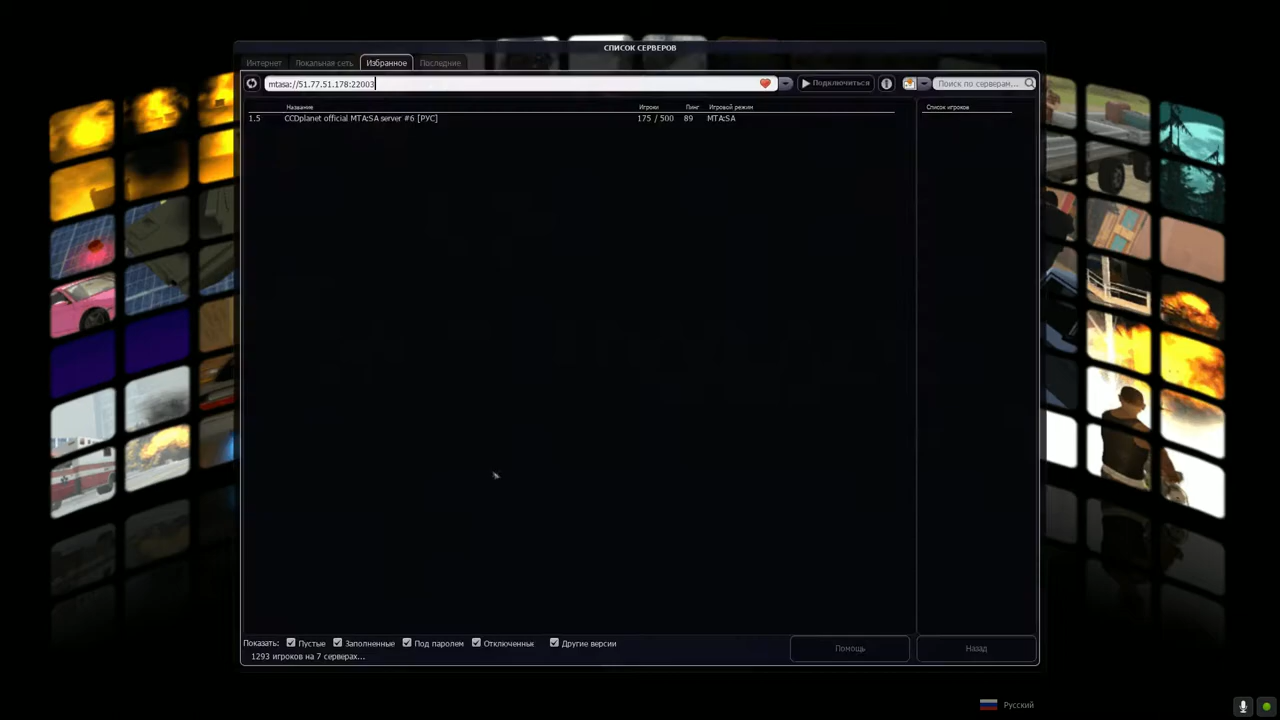 СПИСОК СЕРВЕРОВ
Интернет Локальная сеть Избранное Последние
mtasa://51.77.51.178:22003 Подключиться Поиск по серверам...
Название Игроки Пинг Игровой режим Список игроков
1.5 CCDplanet official MTA:SA server #6 [РУС] 175 / 500 89 MTA:SA
Показать: Пустые Заполненные Под паролем Отключенны Другие версии
1293 игроков на 7 серверах...
Помощь Назад
Русский